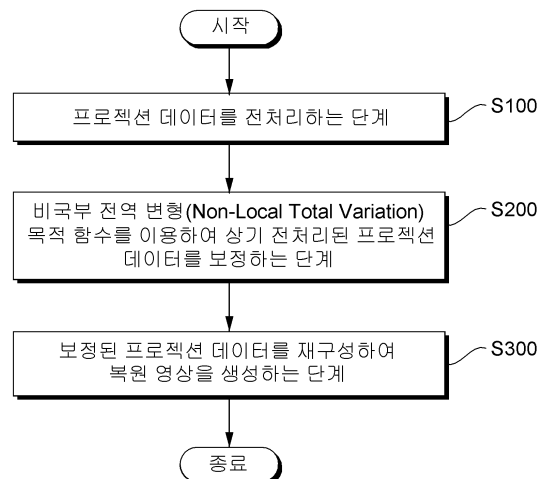 시작
프로젝션 데이터를 전처리하는 단계
S100
비국부 전역 변형(Non-Local Total Variation)
목적 함수를 이용하여 상기 전처리된 프로젝션
데이터를 보정하는 단계
S200
보정된 프로젝션 데이터를 재구성하여
복원 영상을 생성하는 단계
S300
종료